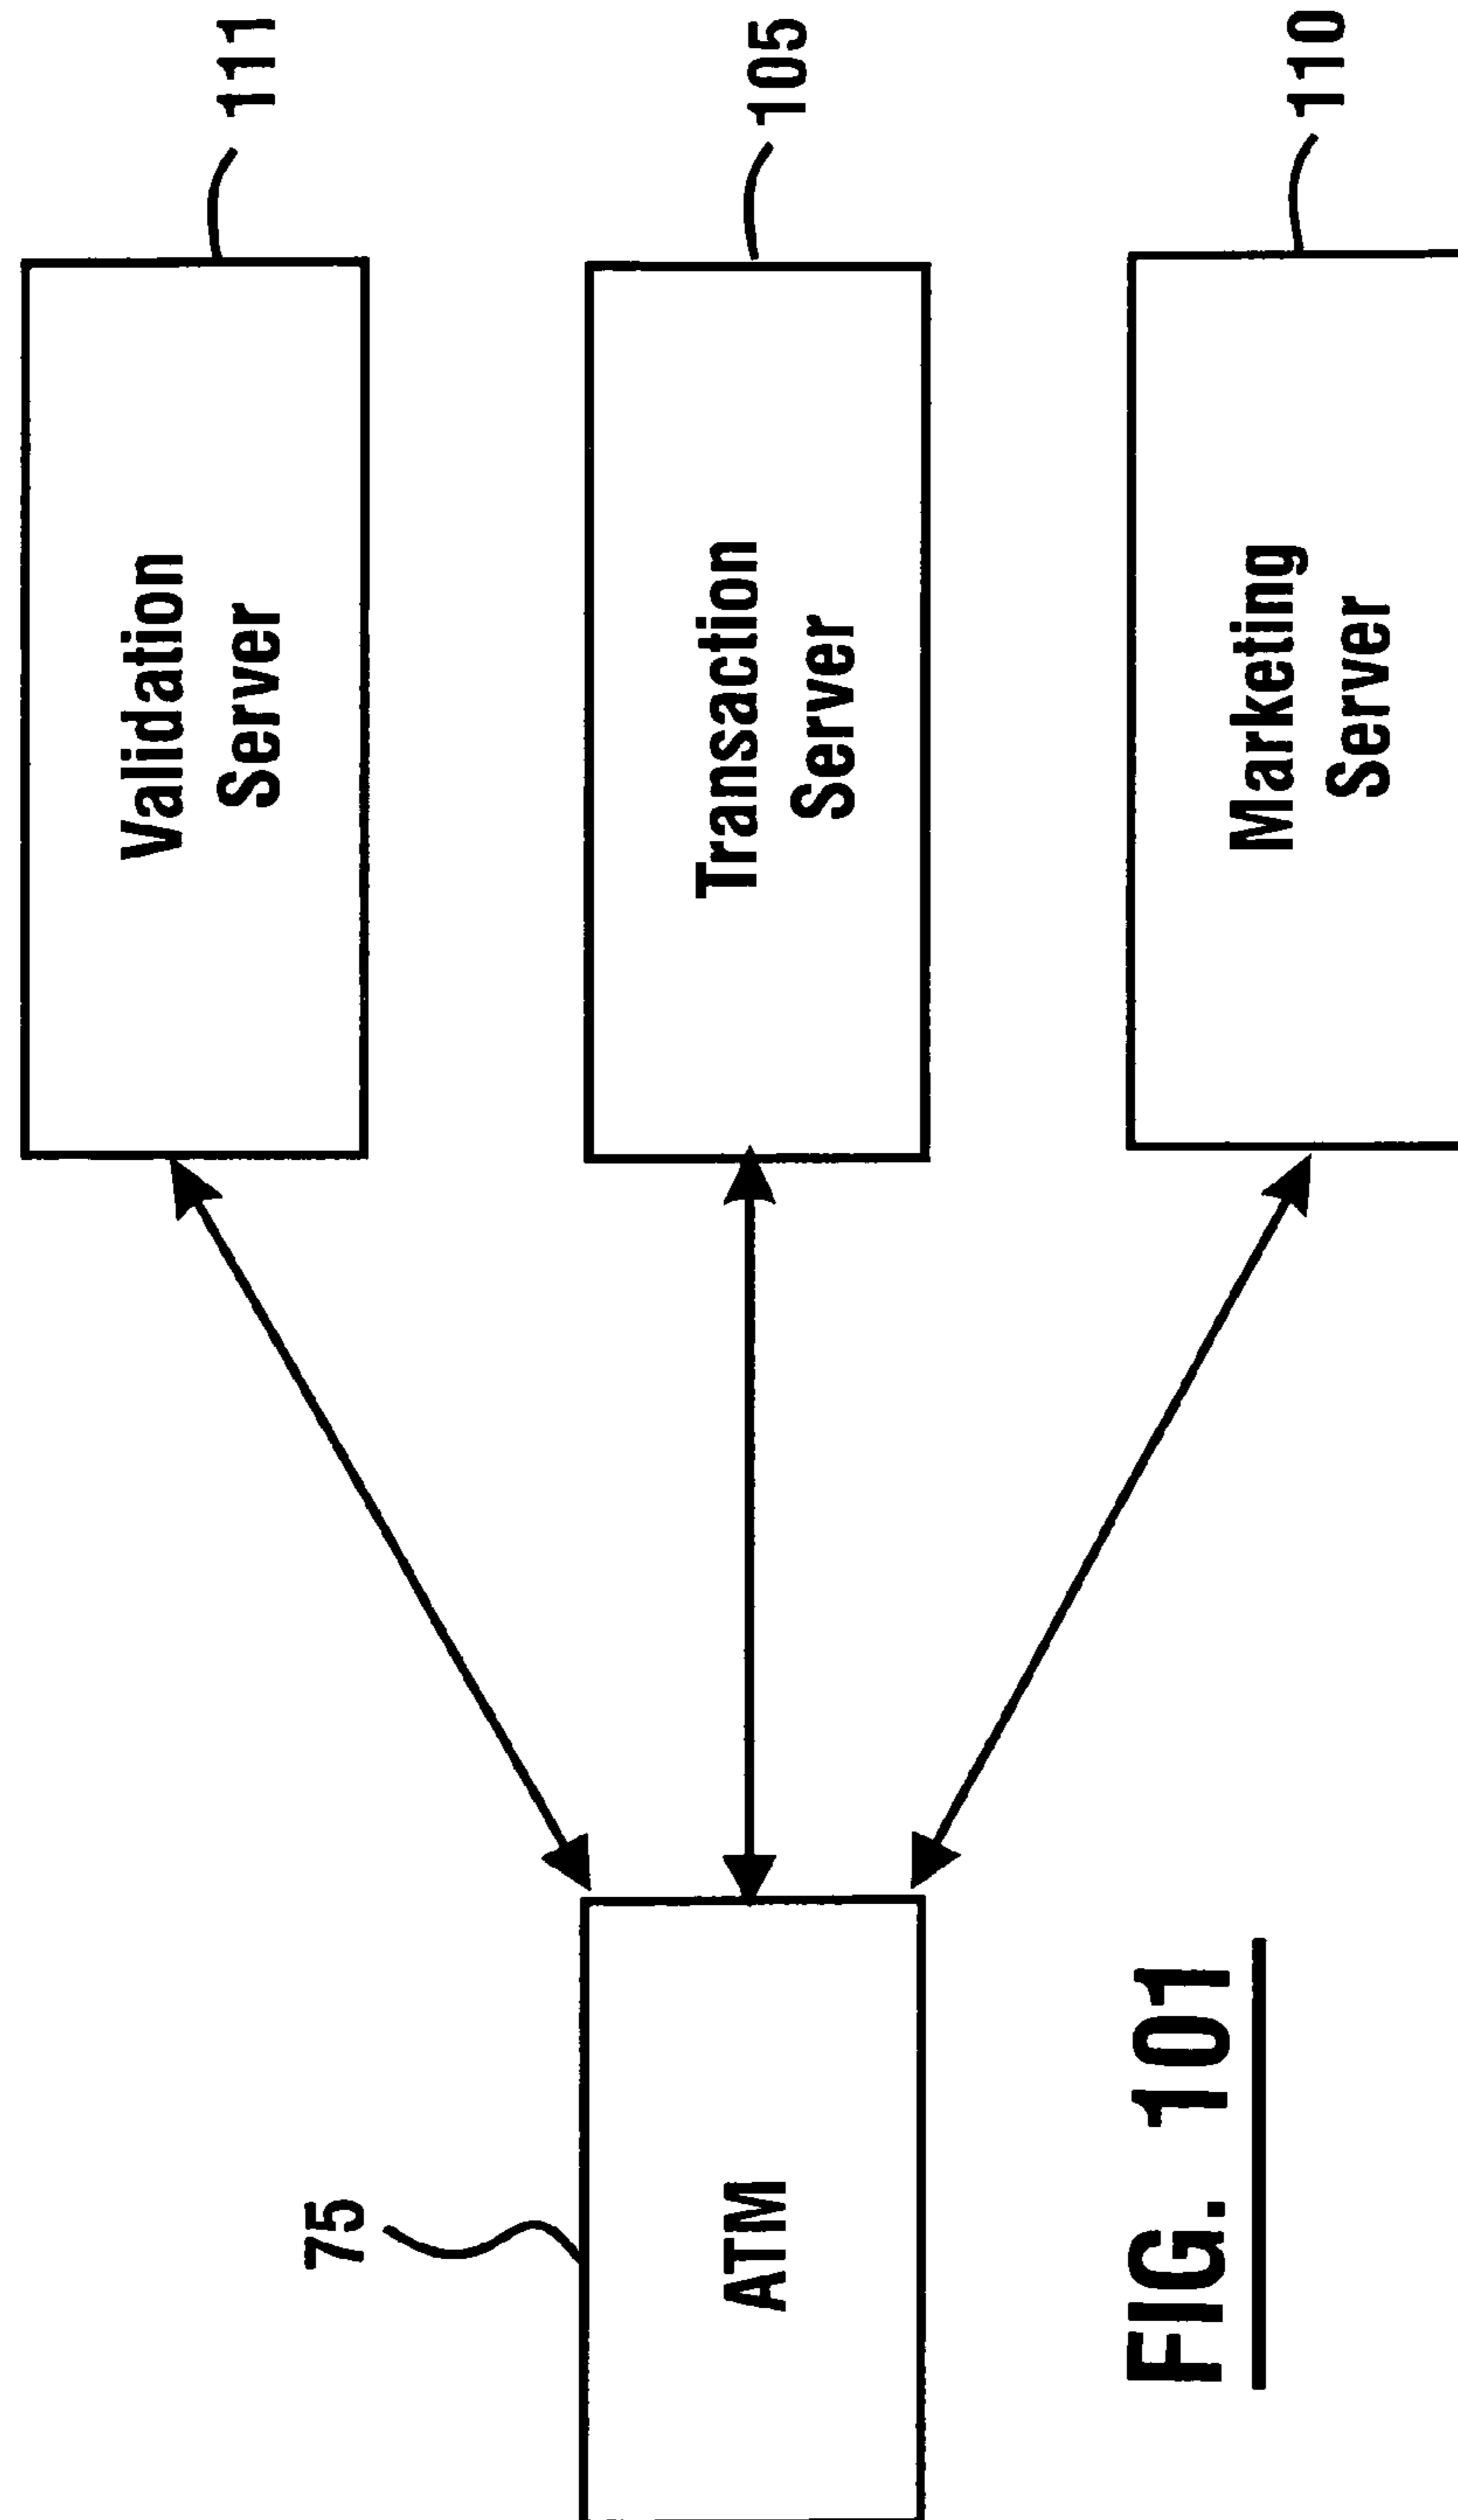 Validation
Server
111
75
ATM
Transaction
Server
105
Marketing
Server
110
FIG. 101